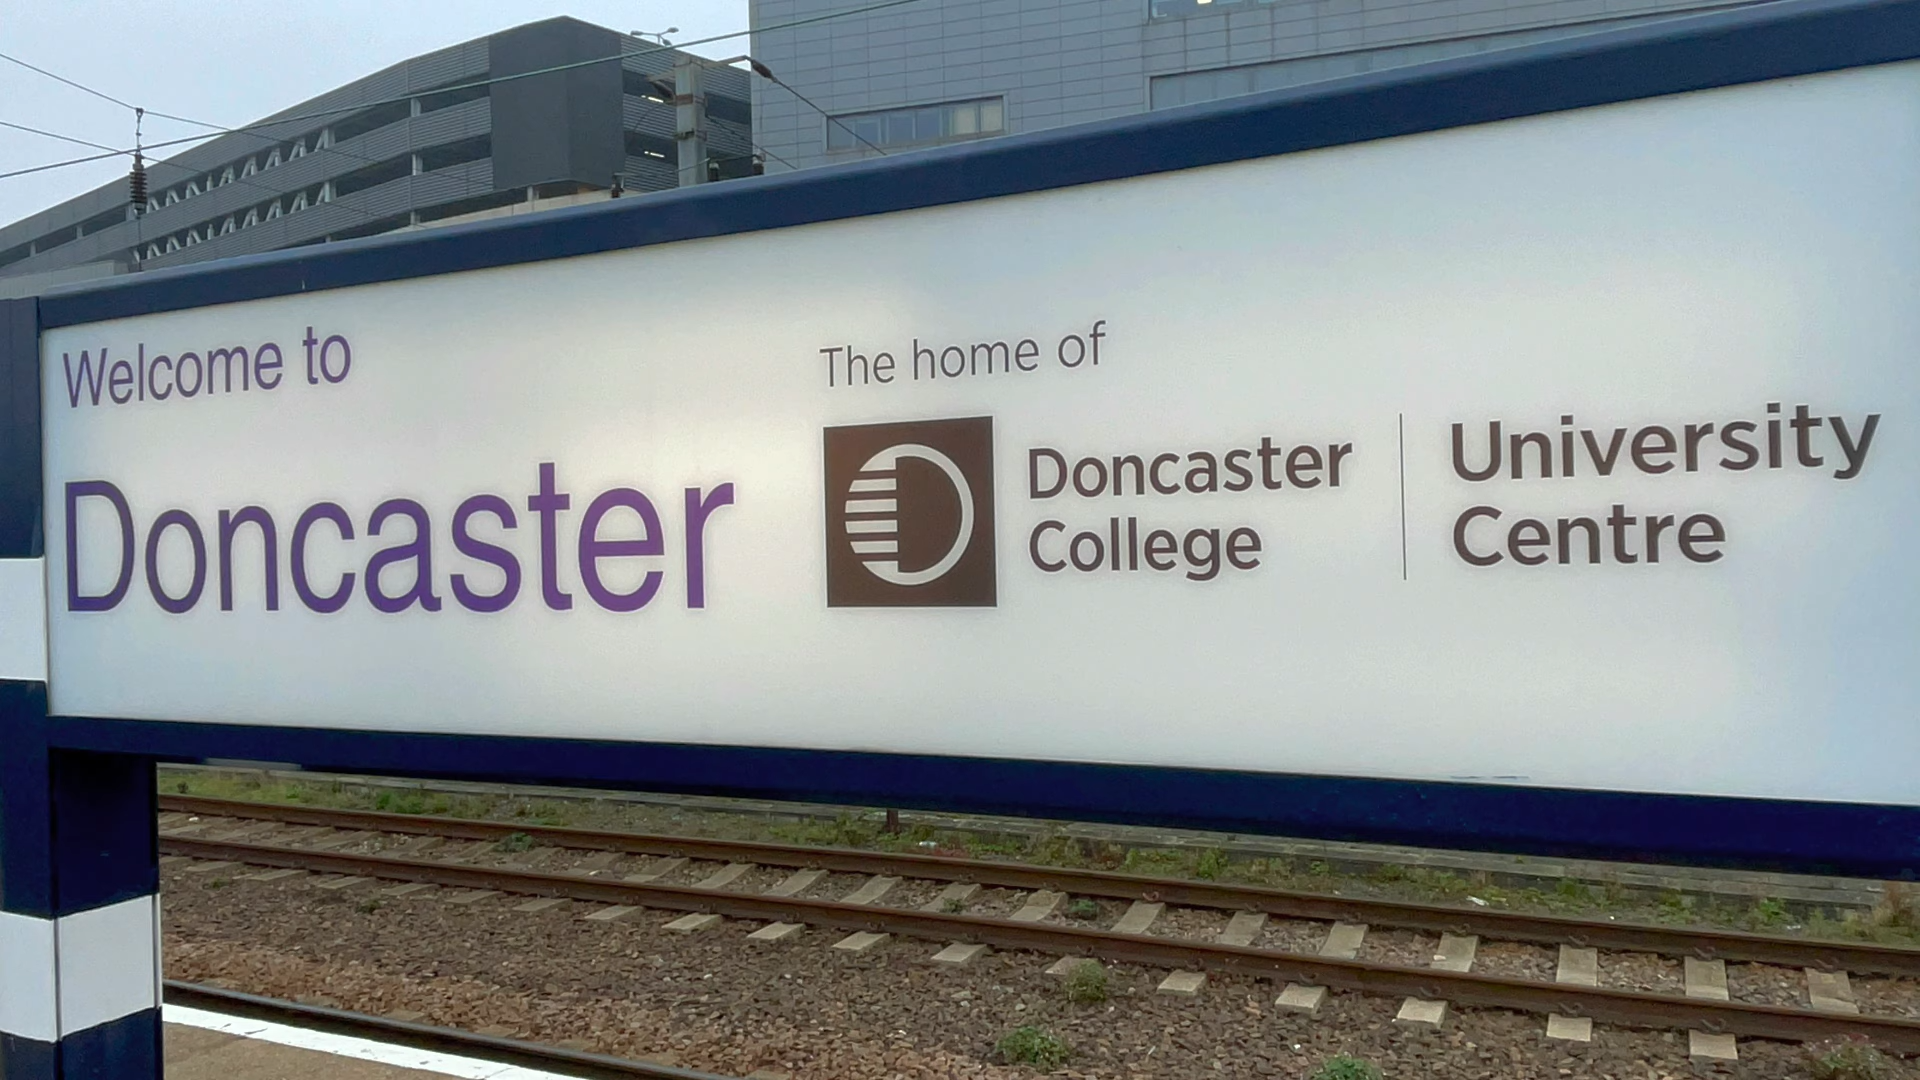 Welcome to
Doncaster
The home of
Doncaster
College
University
Centre